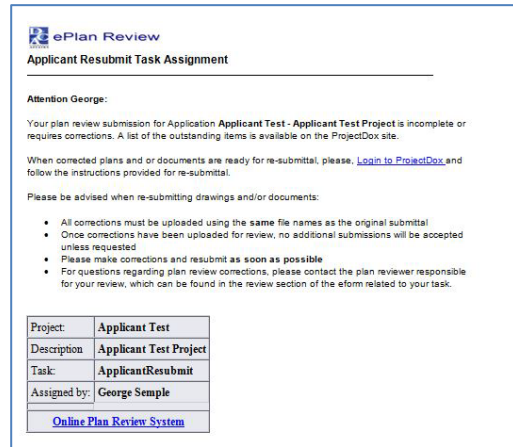 ePlan Review
Applicant Resubmit Task Assignment
Attention George:
Your plan review submission for Application Applicant Test - Applicant Test Project is incomplete or
requires corrections. A list of the outstanding items is available on the ProjectDox site.
When corrected plans and or documents are ready for re-submittal, please, Login to ProjectDox and
follow the instructions provided for re-submittal.
Please be advised when re-submitting drawings and/or documents:
• All corrections must be uploaded using the same file names as the original submittal
• Once corrections have been uploaded for review, no additional submissions will be accepted
unless requested
• Please make corrections and resubmit as soon as possible
• For questions regarding plan review corrections, please contact the plan reviewer responsible
for your review, which can be found in the review section of the eform related to your task.
Project: Applicant Test
Description Applicant Test Project
Task: ApplicantResubmit
Assigned by: George Semple
Online Plan Review System